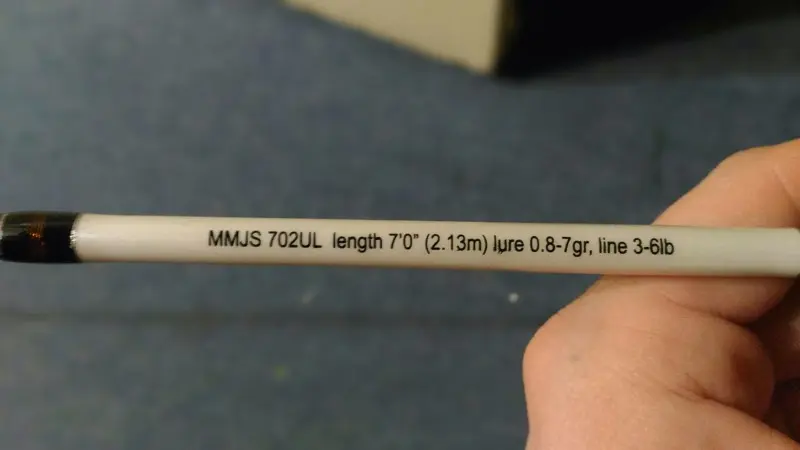 MMJS 702UL length 7'0" (2.13m) lure 0.8-7gr, line 3-6lb